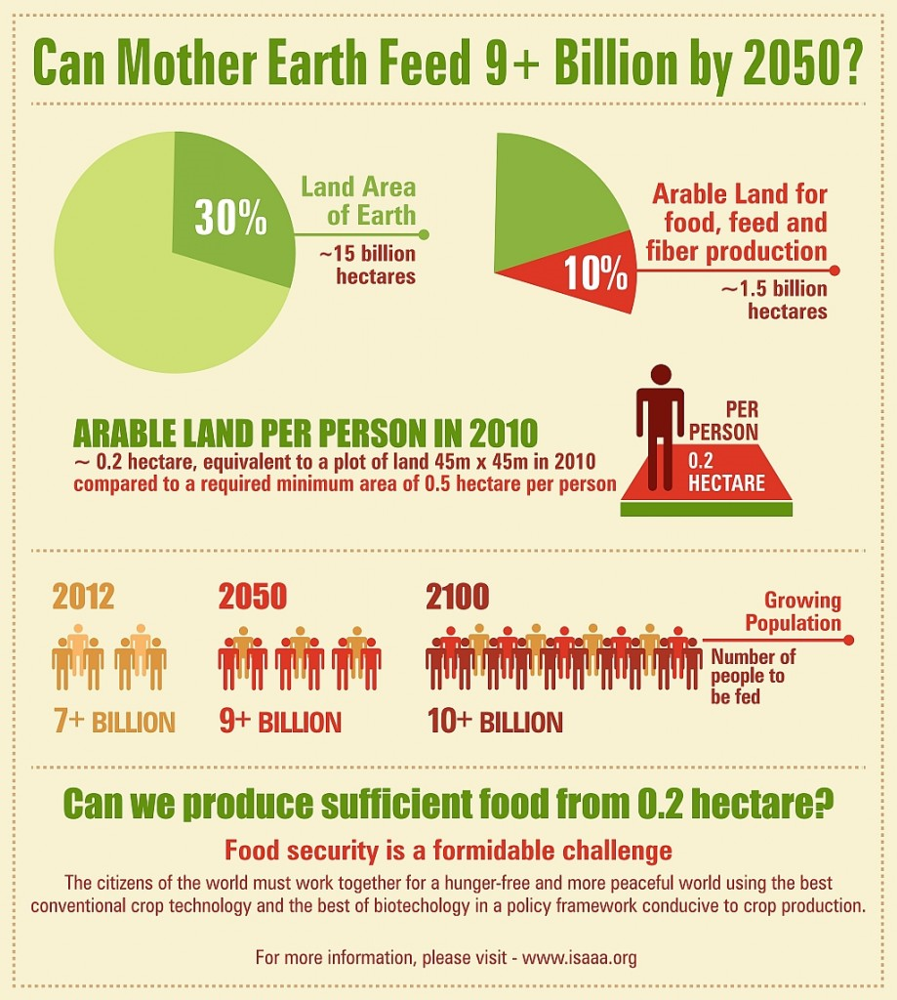 Can Mother Earth Feed 9+ Billion by 2050?
30%
Land Area
of Earth
~15 billion
hectares
10%
Arable Land for
food, feed and
fiber production
~1.5 billion
hectares
ARABLE LAND PER PERSON IN 2010
~ 0.2 hectare, equivalent to a plot of land 45m x 45m in 2010
compared to a required minimum area of 0.5 hectare per person
PER
PERSON
0.2
HECTARE
2012
7+ BILLION
2050
9+ BILLION
2100
10+ BILLION
Growing
Population
Number of
people to
be fed
Can we produce sufficient food from 0.2 hectare?
Food security is a formidable challenge
The citizens of the world must work together for a hunger-free and more peaceful world using the best
conventional crop technology and the best of biotechology in a policy framework conducive to crop production.
For more information, please visit - www.isaaa.org